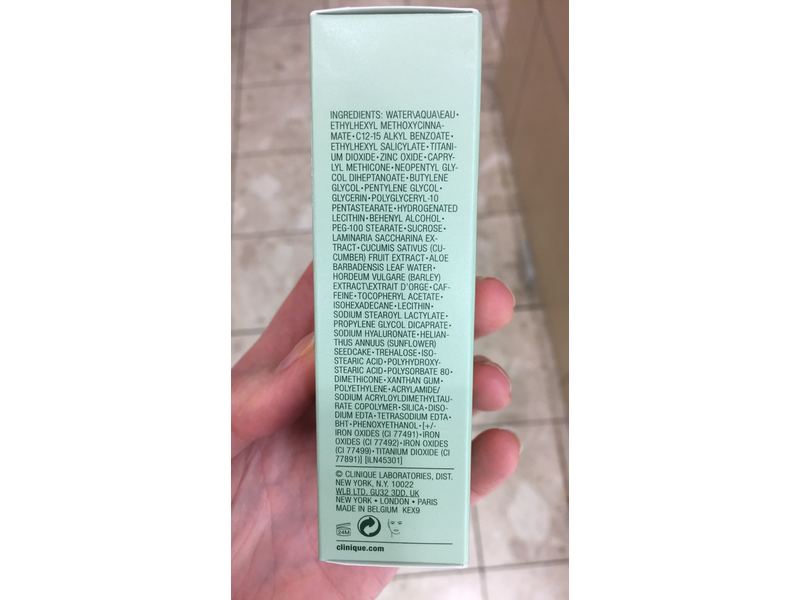 INGREDIENTS: WATER\AQUA\EAU•
ETHYLHEXYL METHOXYCINNA-
MATE•C12-15 ALKYL BENZOATE•
ETHYLHEXYL SALICYLATE•TITANI-
UM DIOXIDE•ZINC OXIDE•CAPRY-
LYL METHICONE•NEOPENTYL GLY-
COL DIHEPTANOATE•BUTYLENE
GLYCOL•PENTYLENE GLYCOL•
GLYCERIN•POLYGLYCERYL-10
PENTASTEARATE•HYDROGENATED
LECITHIN•BEHENYL ALCOHOL•
PEG-100 STEARATE•SUCROSE•
LAMINARIA SACCHARINA EX-
TRACT•CUCUMIS SATIVUS (CU-
CUMBER) FRUIT EXTRACT•ALOE
BARBADENSIS LEAF WATER•
HORDEUM VULGARE (BARLEY)
EXTRACT\EXTRAIT D'ORGE•CAF-
FEINE•TOCOPHERYL ACETATE•
ISOHEXADECANE•LECITHIN•
SODIUM STEAROYL LACTYLATE•
PROPYLENE GLYCOL DICAPRATE•
SODIUM HYALURONATE•HELIAN-
THUS ANNUUS (SUNFLOWER)
SEEDCAKE•TREHALOSE•ISO-
STEARIC ACID•POLYHYDROXY-
STEARIC ACID•POLYSORBATE 80•
DIMETHICONE•XANTHAN GUM•
POLYETHYLENE•ACRYLAMIDE/
SODIUM ACRYLOYLDIMETHYLTAU-
RATE COPOLYMER•SILICA•DISO-
DIUM EDTA•TETRASODIUM EDTA•
BHT•PHENOXYETHANOL•[+/-
IRON OXIDES (CI 77491)•IRON
OXIDES (CI 77492)•IRON OXIDES
(CI 77499)•TITANIUM DIOXIDE (CI
77891)] [ILN45301]
© CLINIQUE LABORATORIES, DIST.
NEW YORK, N.Y. 10022
WLB LTD. GU32 3DD. UK
NEW YORK • LONDON • PARIS
MADE IN BELGIUM KEX9
24M
clinique.com